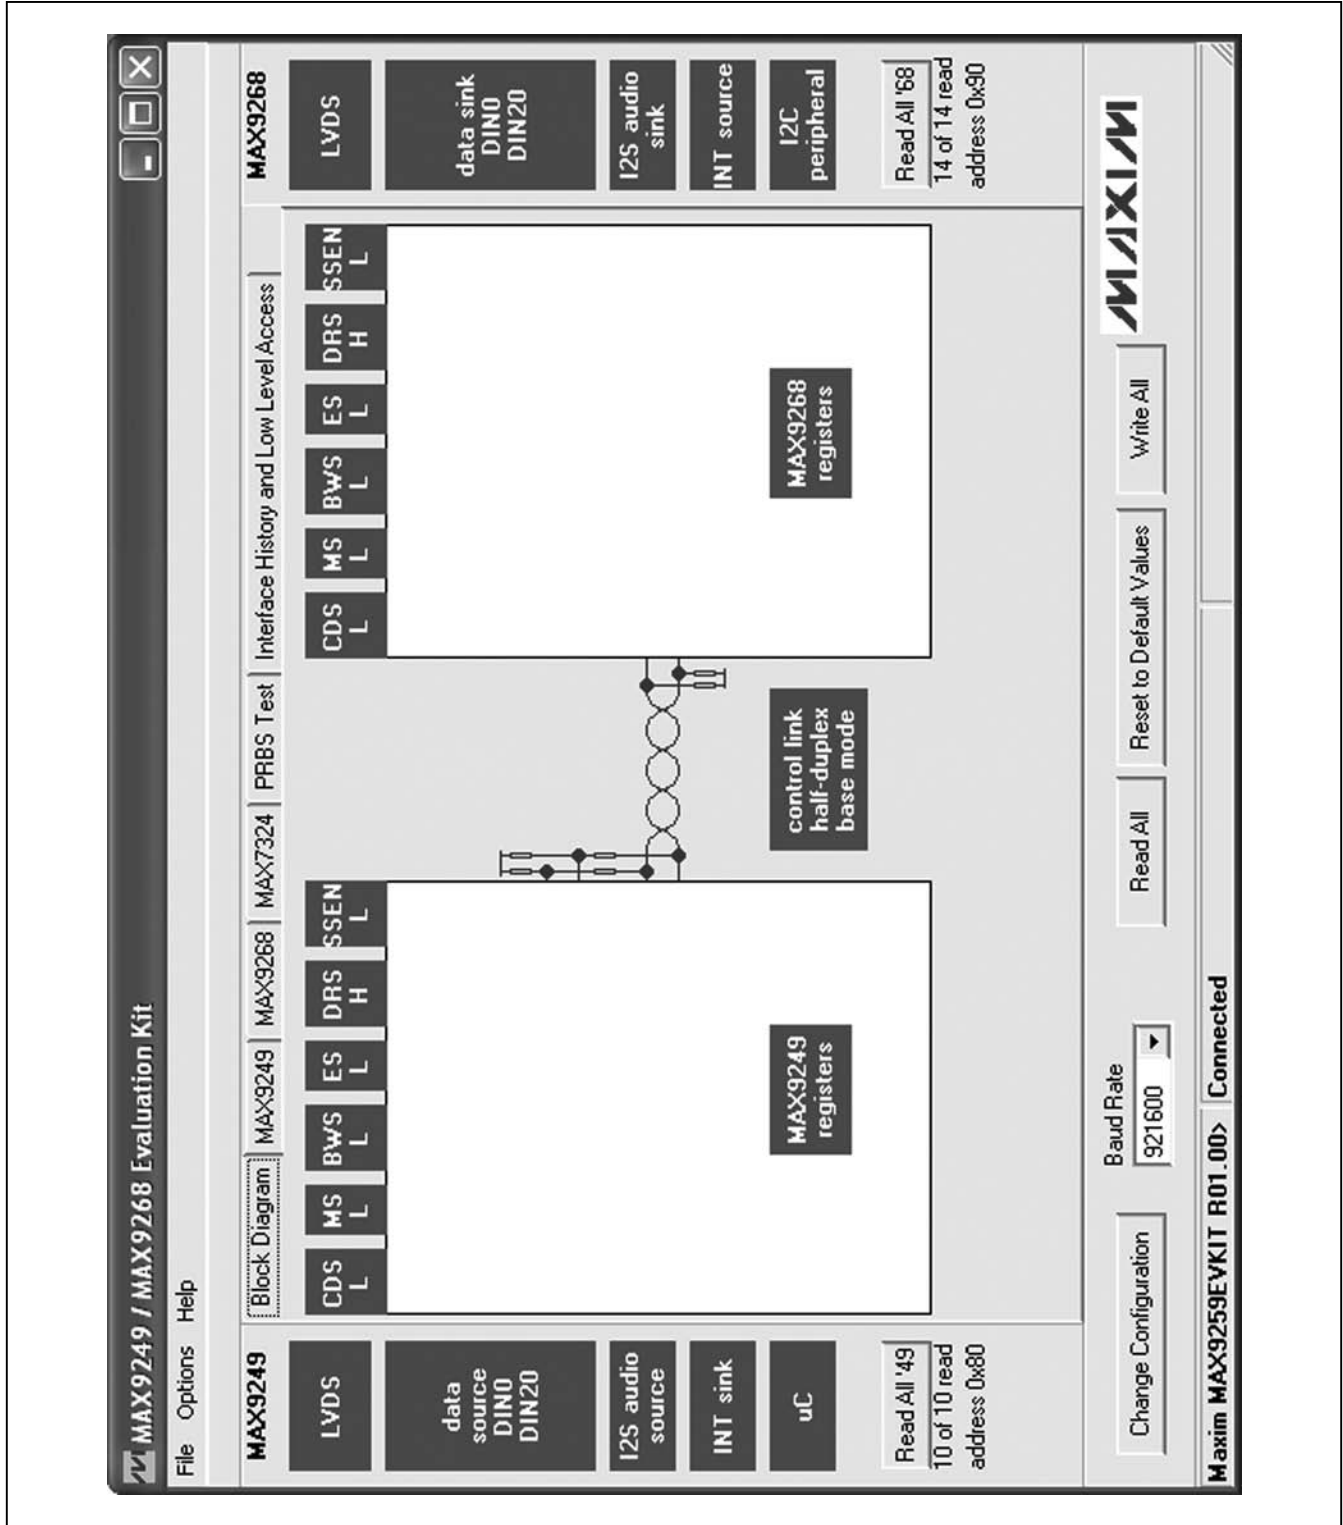 MAX9249 / MAX9268 Evaluation Kit
File Options Help
MAX9249
LVDS
data
source
DIN0
DIN20
I2S audio
source
INT sink
uC
Read All '49
10 of 10 read
address 0x80
Block Diagram MAX9249 MAX9268 MAX7324 PRBS Test Interface History and Low Level Access
CDS
L
MS
L
BWS
L
ES
L
DRS
H
SSEN
L
MAX9249
registers
control link
half-duplex
base mode
CDS
L
MS
L
BWS
L
ES
L
DRS
H
SSEN
L
MAX9268
registers
MAX9268
LVDS
data sink
DIN0
DIN20
I2S audio
sink
INT source
I2C
peripheral
Read All '68
14 of 14 read
address 0x90
Change Configuration
Baud Rate
921600
Read All
Reset to Default Values
Write All
MAXIM
Maxim MAX9259EVKIT R01.00> Connected